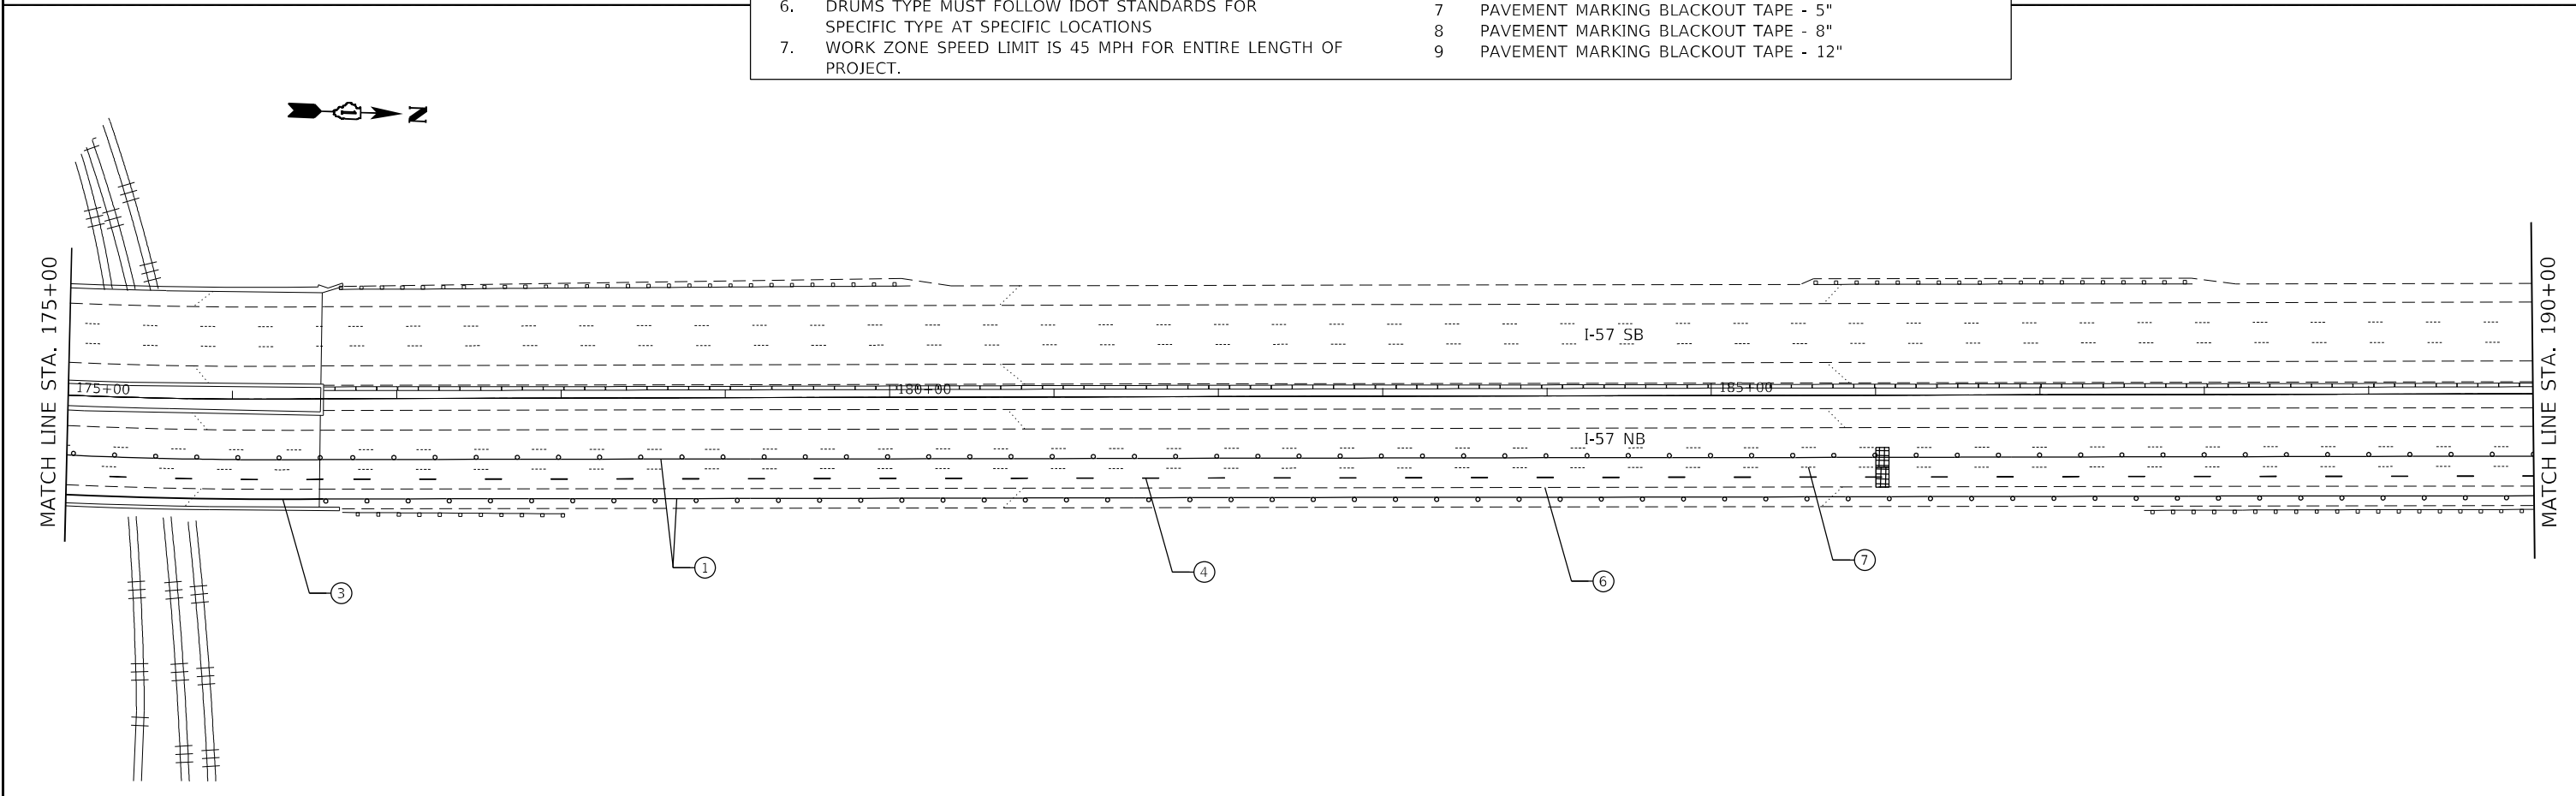 6. DRUMS TYPE MUST FOLLOW IDOT STANDARDS FOR
SPECIFIC TYPE AT SPECIFIC LOCATIONS
7. WORK ZONE SPEED LIMIT IS 45 MPH FOR ENTIRE LENGTH OF
PROJECT.
7 PAVEMENT MARKING BLACKOUT TAPE - 5"
8 PAVEMENT MARKING BLACKOUT TAPE - 8"
9 PAVEMENT MARKING BLACKOUT TAPE - 12"
N
MATCH LINE STA. 175+00
I-57 SB
175+00
180+00
185+00
I-57 NB
MATCH LINE STA. 190+00
3
1
4
6
7